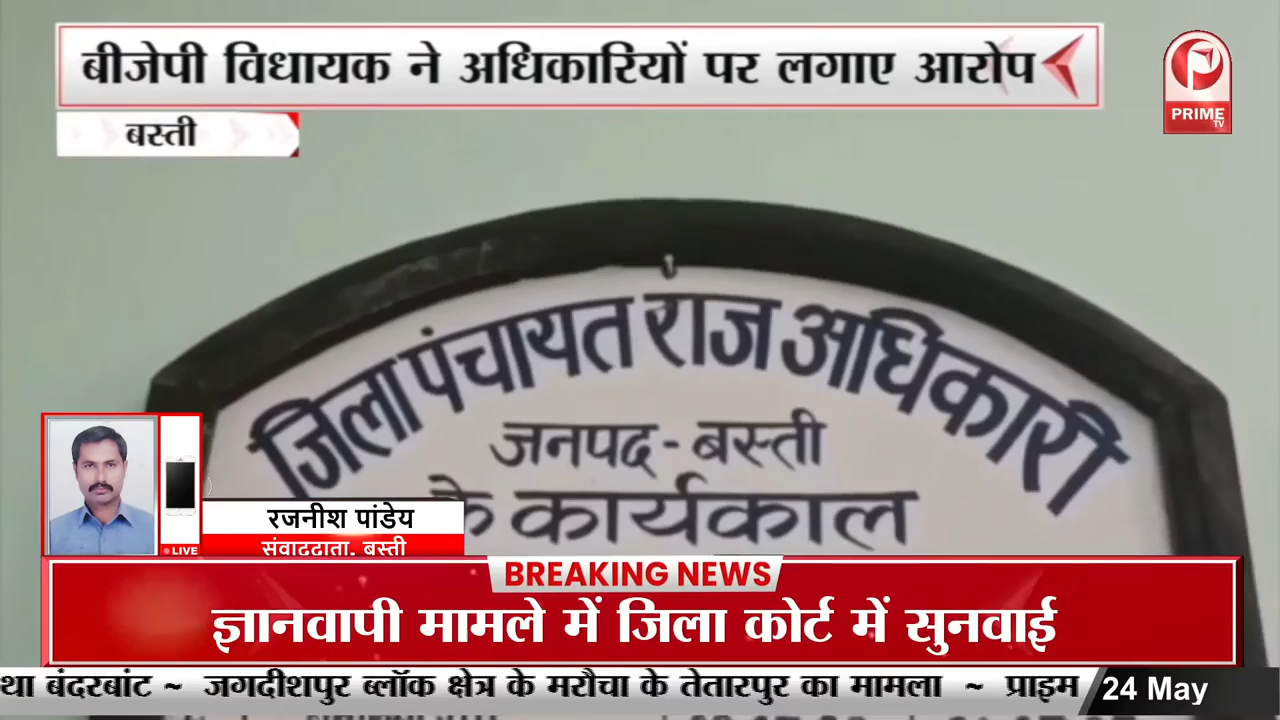 बीजेपी विधायक ने अधिकारियों पर लगाए आरोप
बस्ती
PRIME
TV
जिला पंचायत राज अधिकारी
जनपद - बस्ती
के कार्यकाल
रजनीश पांडेय
LIVE
संवाददाता, बस्ती
BREAKING NEWS
ज्ञानवापी मामले में जिला कोर्ट में सुनवाई
था बंदरबांट ~ जगदीशपुर ब्लॉक क्षेत्र के मरौचा के तेतारपुर का मामला ~ प्राइम
24 May